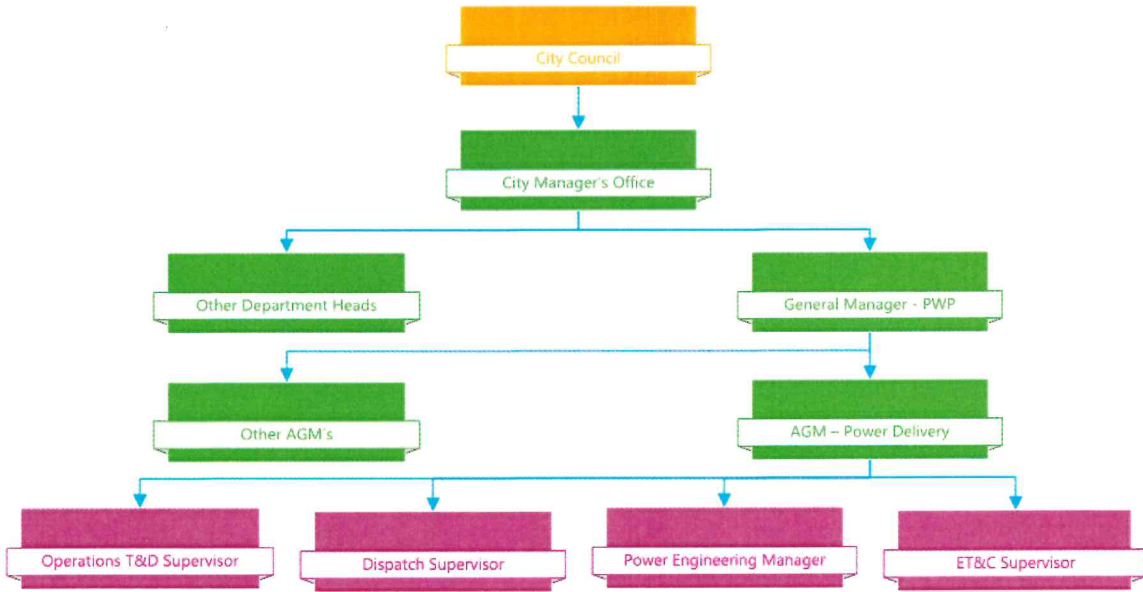 City Council
City Manager's Office
Other Department Heads
General Manager - PWP
Other AGM's
AGM – Power Delivery
Operations T&D Supervisor
Dispatch Supervisor
Power Engineering Manager
ET&C Supervisor